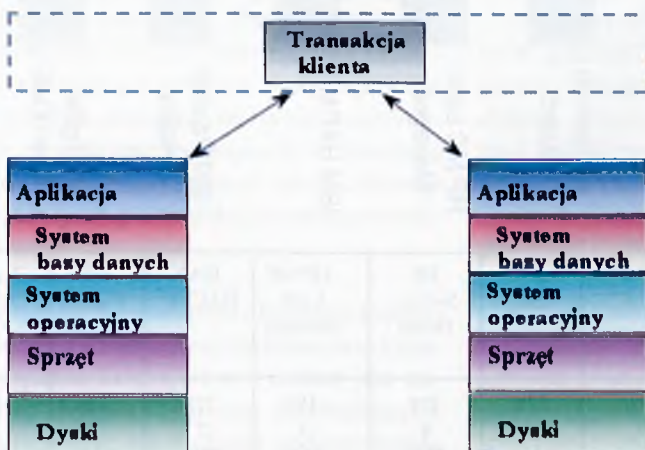 Transakcja
klienta
Aplikacja
System
bazy danych
System
operacyjny
Sprzęt
Dyski
Aplikacja
System
bazy danych
System
operacyjny
Sprzęt
Dyski